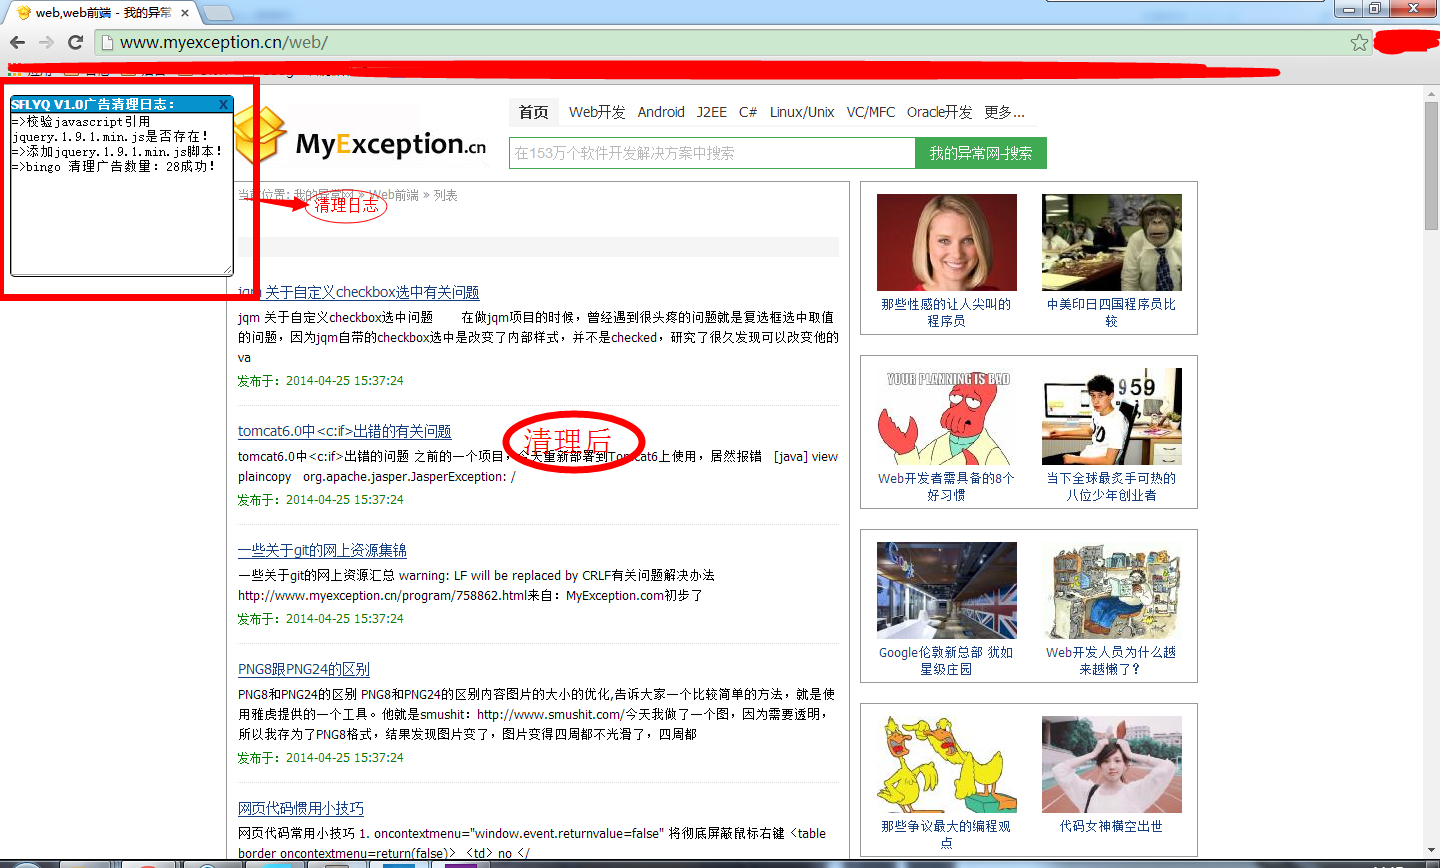 web,web前端 - 我的异常
www.myexception.cn/web/
SFLYQ V1.0广告清理日志: X
=>校验javascript引用
jquery.1.9.1.min.js是否存在!
=>添加jquery.1.9.1.min.js脚本!
=>bingo 清理广告数量: 28成功!
清理日志
MyException.cn
首页 Web开发 Android J2EE C# Linux/Unix VC/MFC Oracle开发 更多...
在153万个软件开发解决方案中搜索 我的异常网-搜索
当前位置: 我的异常网 » Web前端 » 列表
jqm 关于自定义checkbox选中有关问题
jqm 关于自定义checkbox选中问题 在做jqm项目的时候，曾经遇到很头疼的问题就是复选框选中取值
的问题，因为jqm自带的checkbox选中是改变了内部样式，并不是checked，研究了很久发现可以改变他的
va
发布于：2014-04-25 15:37:24
tomcat6.0中<c:if>出错的有关问题
清理后
tomcat6.0中<c:if>出错的问题 之前的一个项目，今天重新部署到Tomcat6上使用，居然报错 [java] view
plaincopy org.apache.jasper.JasperException: /
发布于：2014-04-25 15:37:24
一些关于git的网上资源集锦
一些关于git的网上资源汇总 warning: LF will be replaced by CRLF有关问题解决办法
http://www.myexception.cn/program/758862.html来自：MyException.com初步了
发布于：2014-04-25 15:37:24
PNG8跟PNG24的区别
PNG8和PNG24的区别 PNG8和PNG24的区别内容图片的大小的优化,告诉大家一个比较简单的方法，就是使
用雅虎提供的一个工具。他就是smushit：http://www.smushit.com/今天我做了一个图，因为需要透明，
所以我存为了PNG8格式，结果发现图片变了，图片变得四周都不光滑了，四周都
发布于：2014-04-25 15:37:24
网页代码惯用小技巧
网页代码常用小技巧 1. oncontextmenu="window.event.returnvalue=false" 将彻底屏蔽鼠标右键 <table
border oncontextmenu=return(false)> <td> no </
那些性感的让人尖叫的
程序员
中美印日四国程序员比
较
YOUR PLANNING IS BAD
959
Web开发者需具备的8个
好习惯
当下全球最炙手可热的
八位少年创业者
Google
Google伦敦新总部 犹如
星级庄园
Web开发人员为什么越
来越懒了？
那些争议最大的编程观
点
代码女神横空出世